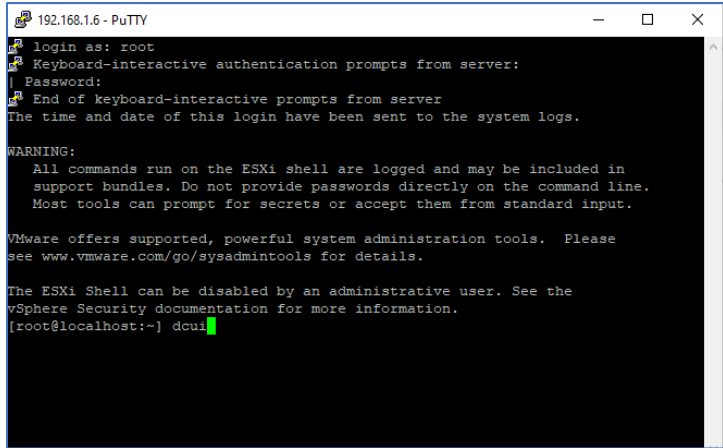 192.168.1.6 - PuTTY
login as: root
Keyboard-interactive authentication prompts from server:
| Password:
End of keyboard-interactive prompts from server
The time and date of this login have been sent to the system logs.
WARNING:
All commands run on the ESXi shell are logged and may be included in
support bundles. Do not provide passwords directly on the command line.
Most tools can prompt for secrets or accept them from standard input.
VMware offers supported, powerful system administration tools.  Please
see www.vmware.com/go/sysadmintools for details.
The ESXi Shell can be disabled by an administrative user. See the
vSphere Security documentation for more information.
[root@localhost:~] dcui